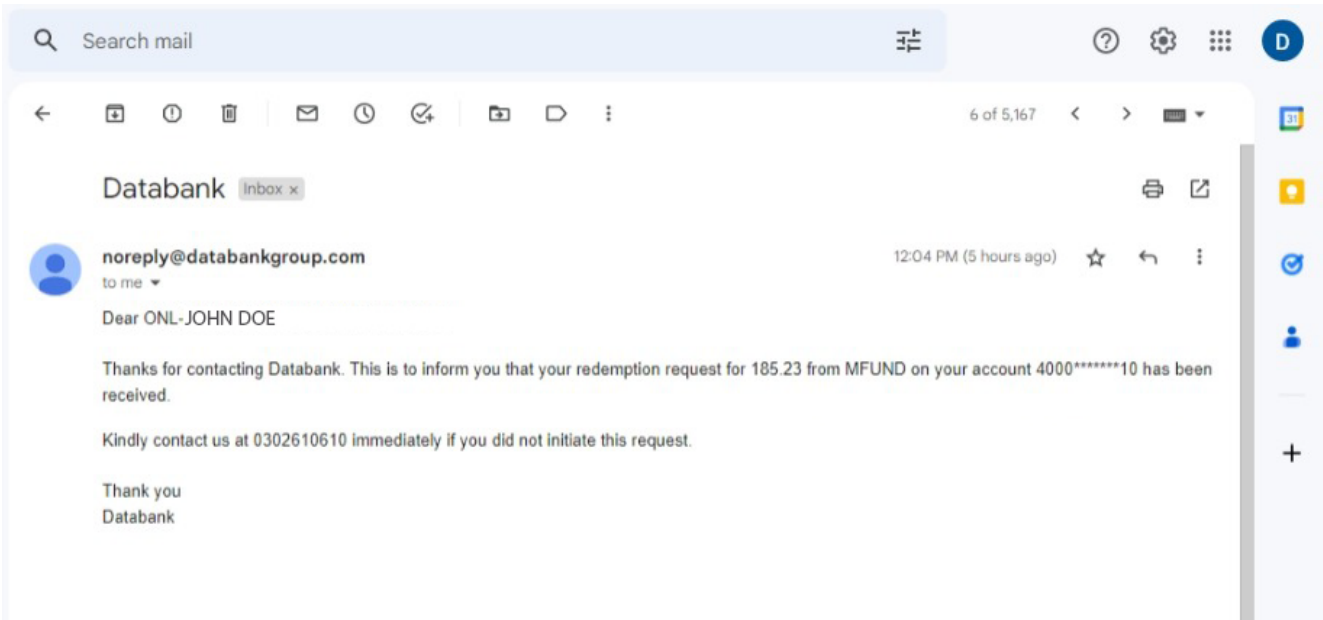 Search mail
D
6 of 5,167
31
Databank Inbox x
noreply@databankgroup.com 12:04 PM (5 hours ago)
to me
Dear ONL-JOHN DOE
Thanks for contacting Databank. This is to inform you that your redemption request for 185.23 from MFUND on your account 4000*******10 has been
received.
Kindly contact us at 0302610610 immediately if you did not initiate this request.
Thank you
Databank